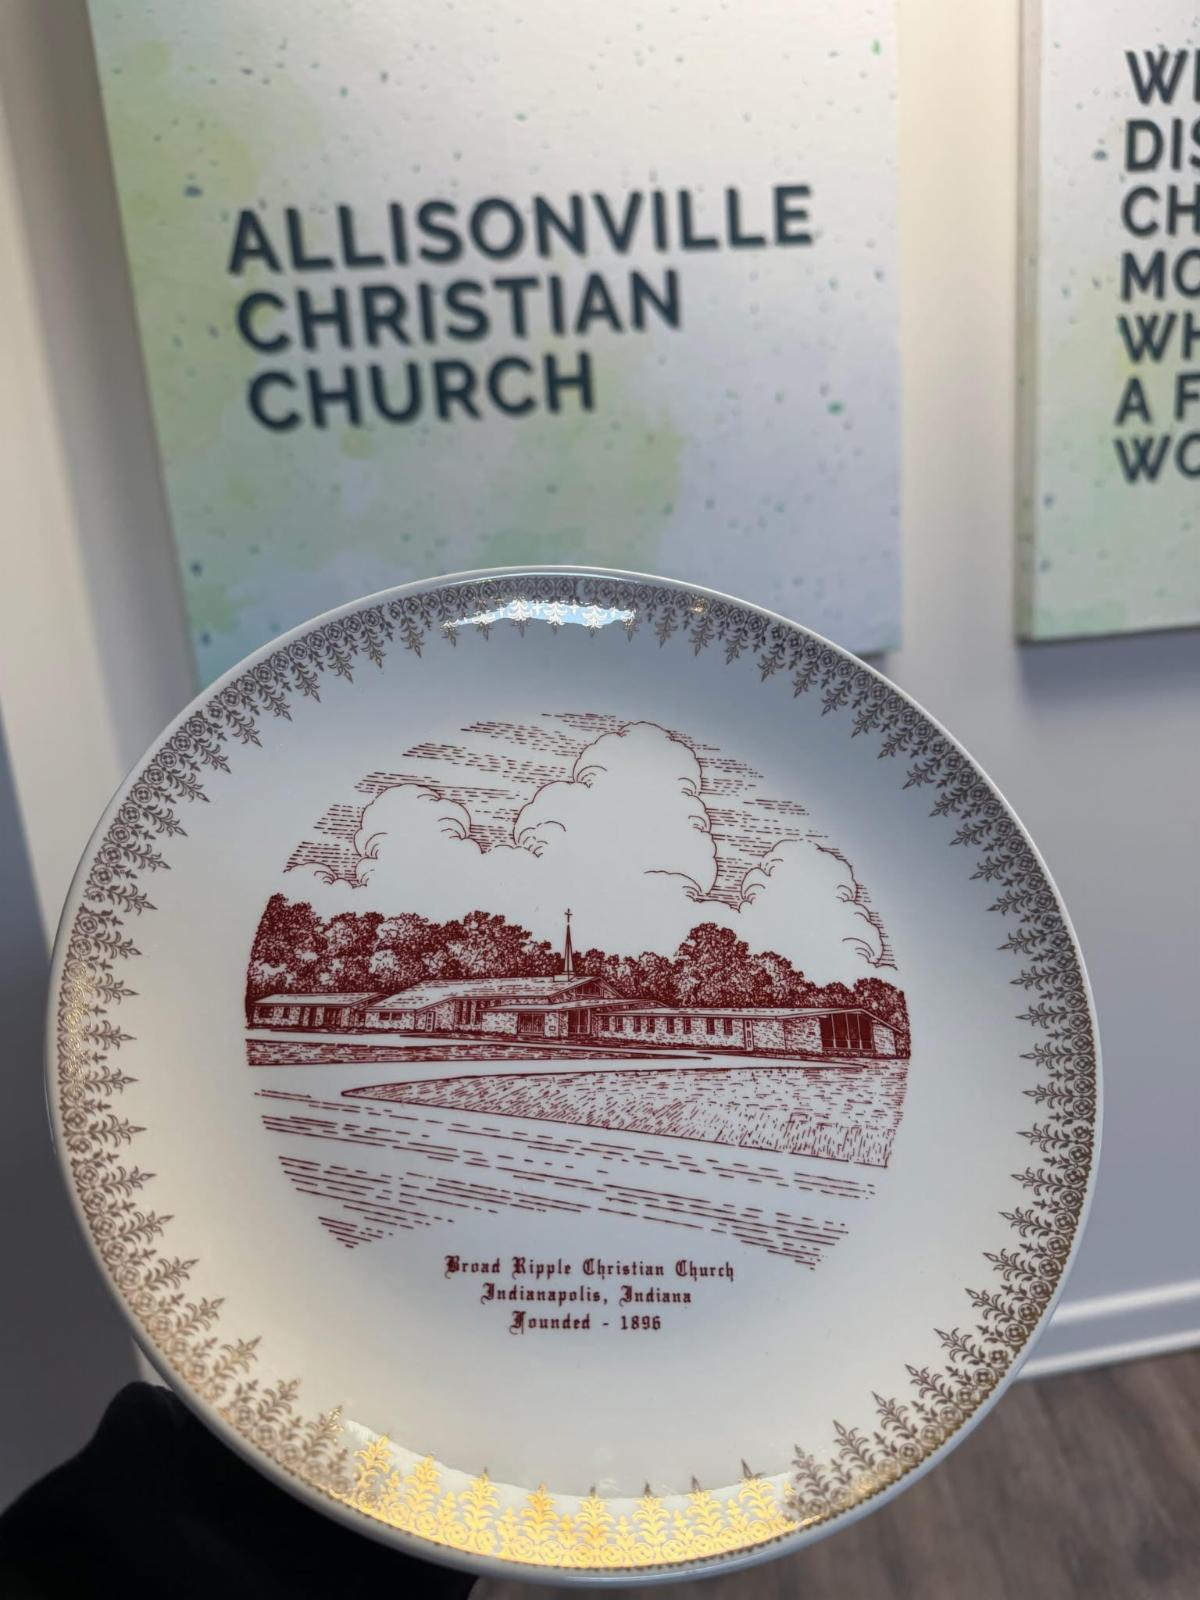 ALLISONVILLE
CHRISTIAN
CHURCH
A
Broad Ripple Christian Church
Indianapolis, Indiana
Founded - 1896